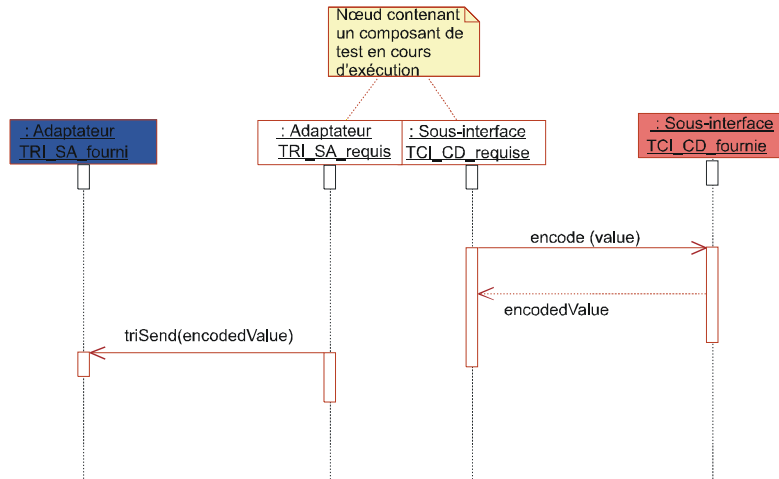 Nœud contenant
un composant de
test en cours
d'exécution
: Adaptateur
TRI_SA_fourni
: Adaptateur
TRI_SA_requis
: Sous-interface
TCI_CD_requise
: Sous-interface
TCI_CD_fournie
encode (value)
encodedValue
triSend(encodedValue)